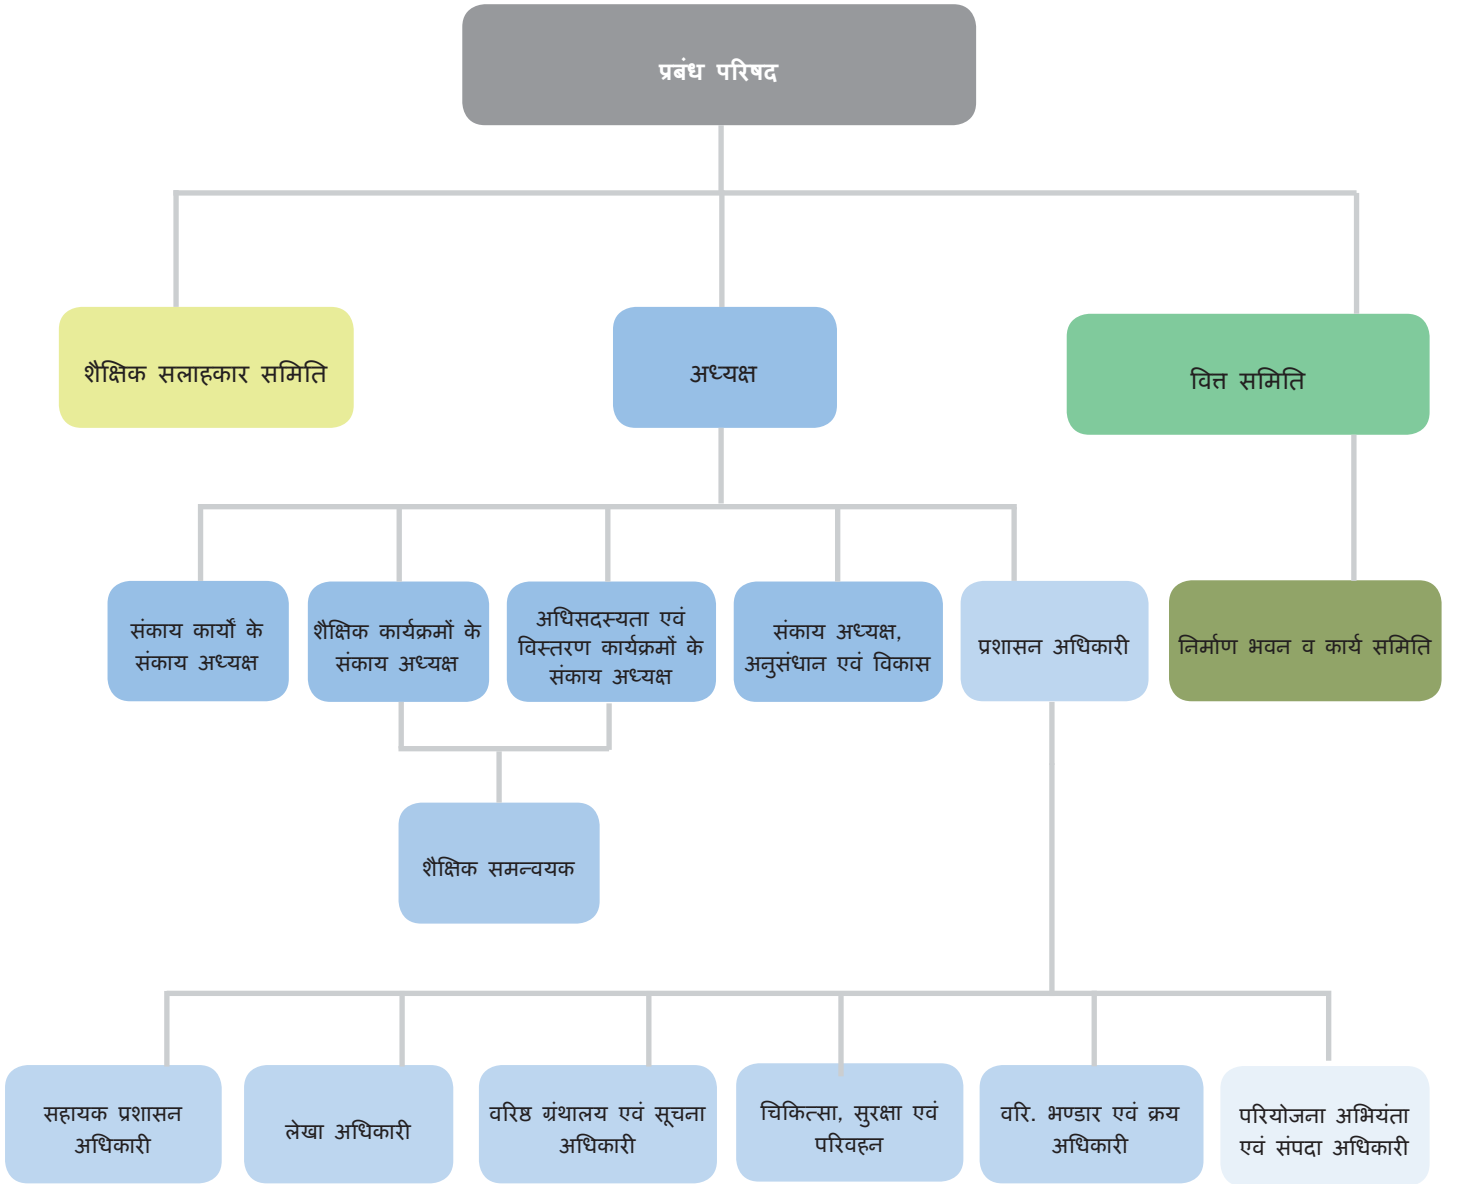 प्रबंध परिषद
शैक्षिक सलाहकार समिति
अध्यक्ष
वित्त समिति
संकाय कार्यों के
संकाय अध्यक्ष
शैक्षिक कार्यक्रमों के
संकाय अध्यक्ष
अधिसदस्यता एवं
विस्तरण कार्यक्रमों के
संकाय अध्यक्ष
संकाय अध्यक्ष,
अनुसंधान एवं विकास
प्रशासन अधिकारी
निर्माण भवन व कार्य समिति
शैक्षिक समन्वयक
सहायक प्रशासन
अधिकारी
लेखा अधिकारी
वरिष्ठ ग्रंथालय एवं सूचना
अधिकारी
चिकित्सा, सुरक्षा एवं
परिवहन
वरि. भण्डार एवं क्रय
अधिकारी
परियोजना अभियंता
एवं संपदा अधिकारी